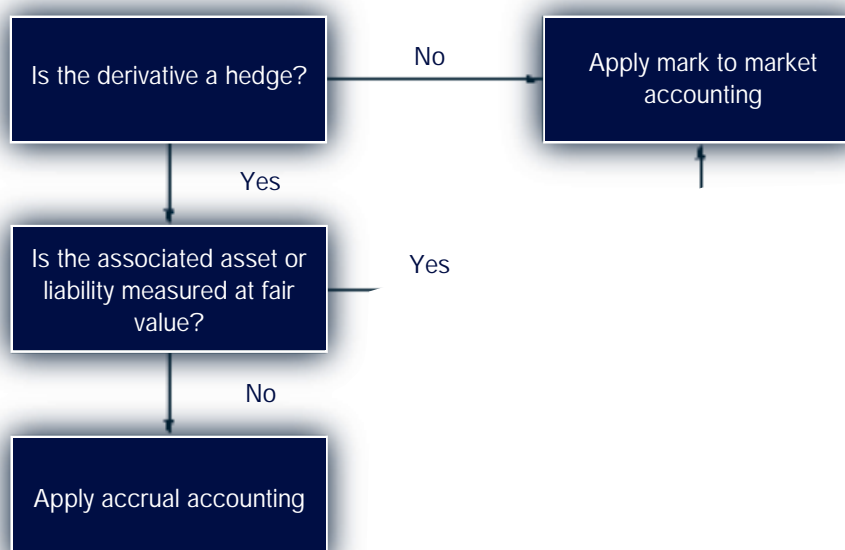 Is the derivative a hedge?
No
Apply mark to market
accounting
Yes
Is the associated asset or
liability measured at fair
value?
Yes
No
Apply accrual accounting